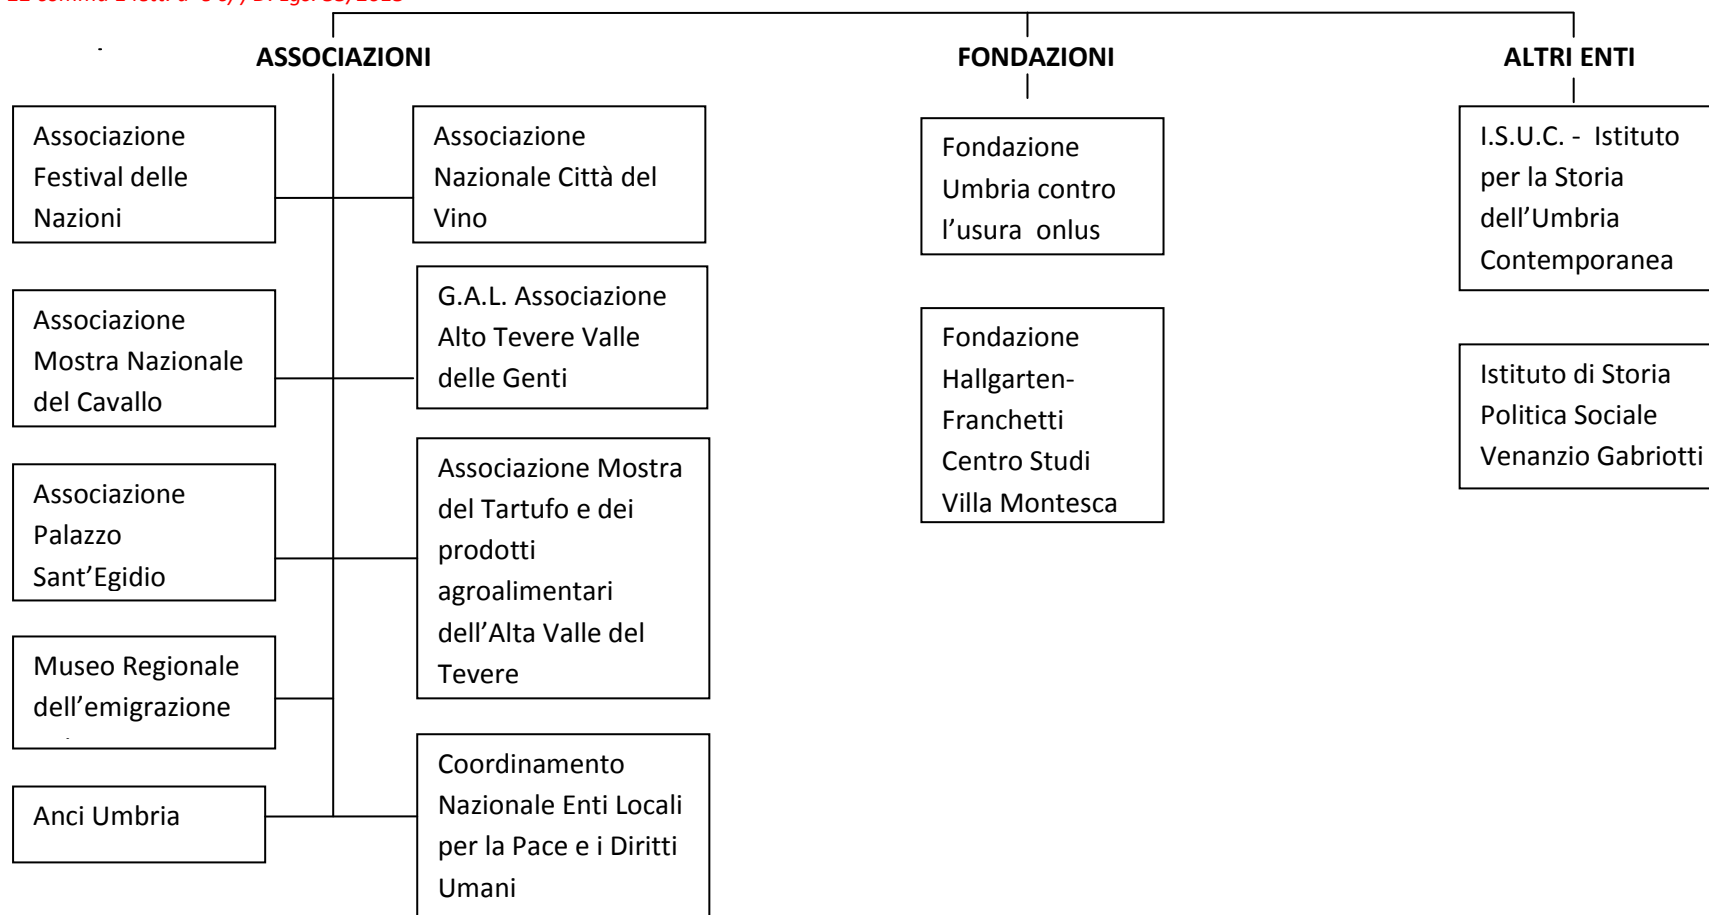 ASSOCIAZIONI
FONDAZIONI
ALTRI ENTI
Associazione
Festival delle
Nazioni
Associazione
Nazionale Città del
Vino
Associazione
Mostra Nazionale
del Cavallo
G.A.L. Associazione
Alto Tevere Valle
delle Genti
Associazione
Palazzo
Sant’Egidio
Associazione Mostra
del Tartufo e dei
prodotti
agroalimentari
dell’Alta Valle del
Tevere
Museo Regionale
dell’emigrazione
Anci Umbria
Coordinamento
Nazionale Enti Locali
per la Pace e i Diritti
Umani
Fondazione
Umbria contro
l’usura onlus
Fondazione
Hallgarten-
Franchetti
Centro Studi
Villa Montesca
I.S.U.C. - Istituto
per la Storia
dell’Umbria
Contemporanea
Istituto di Storia
Politica Sociale
Venanzio Gabriotti